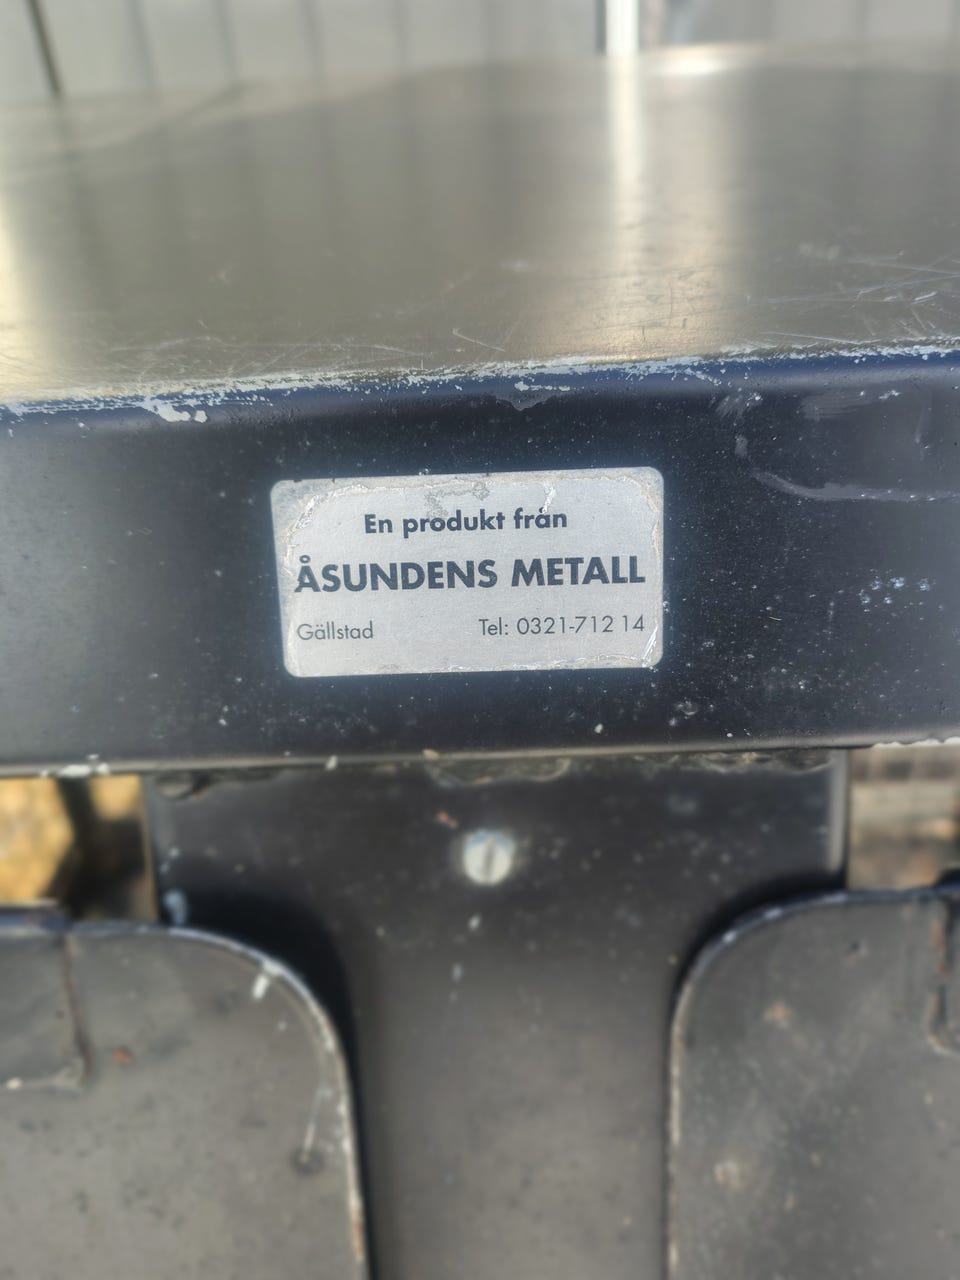 En produkt från
ÅSUNDENS METALL
Gällstad Tel: 0321-712 14